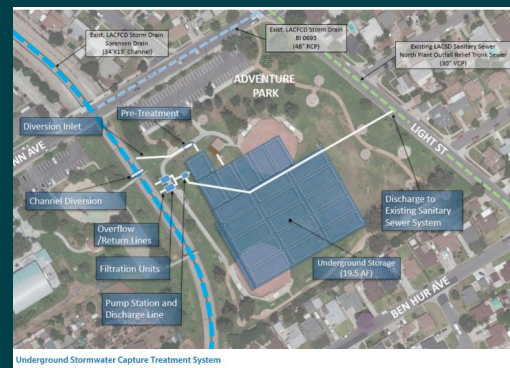 Exist. LACFCD Storm Drain
Sorensen Drain
(34'X13' Channel)
Exist. LACFCD Storm Drain
BI 0693
(48" RCP)
Existing LACSD Sanitary Sewer
North Plant Outfall Relief Trunk Sewer
(30" VCP)
ADVENTURE
PARK
Pre-Treatment
Diversion Inlet
LIGHT ST
NN AVE
Channel Diversion
Overflow
/Return Lines
Filtration Units
Pump Station and
Discharge Line
Discharge to
Existing Sanitary
Sewer System
Underground Storage
(19.5 AF)
BEN HUR AVE
Underground Stormwater Capture Treatment System